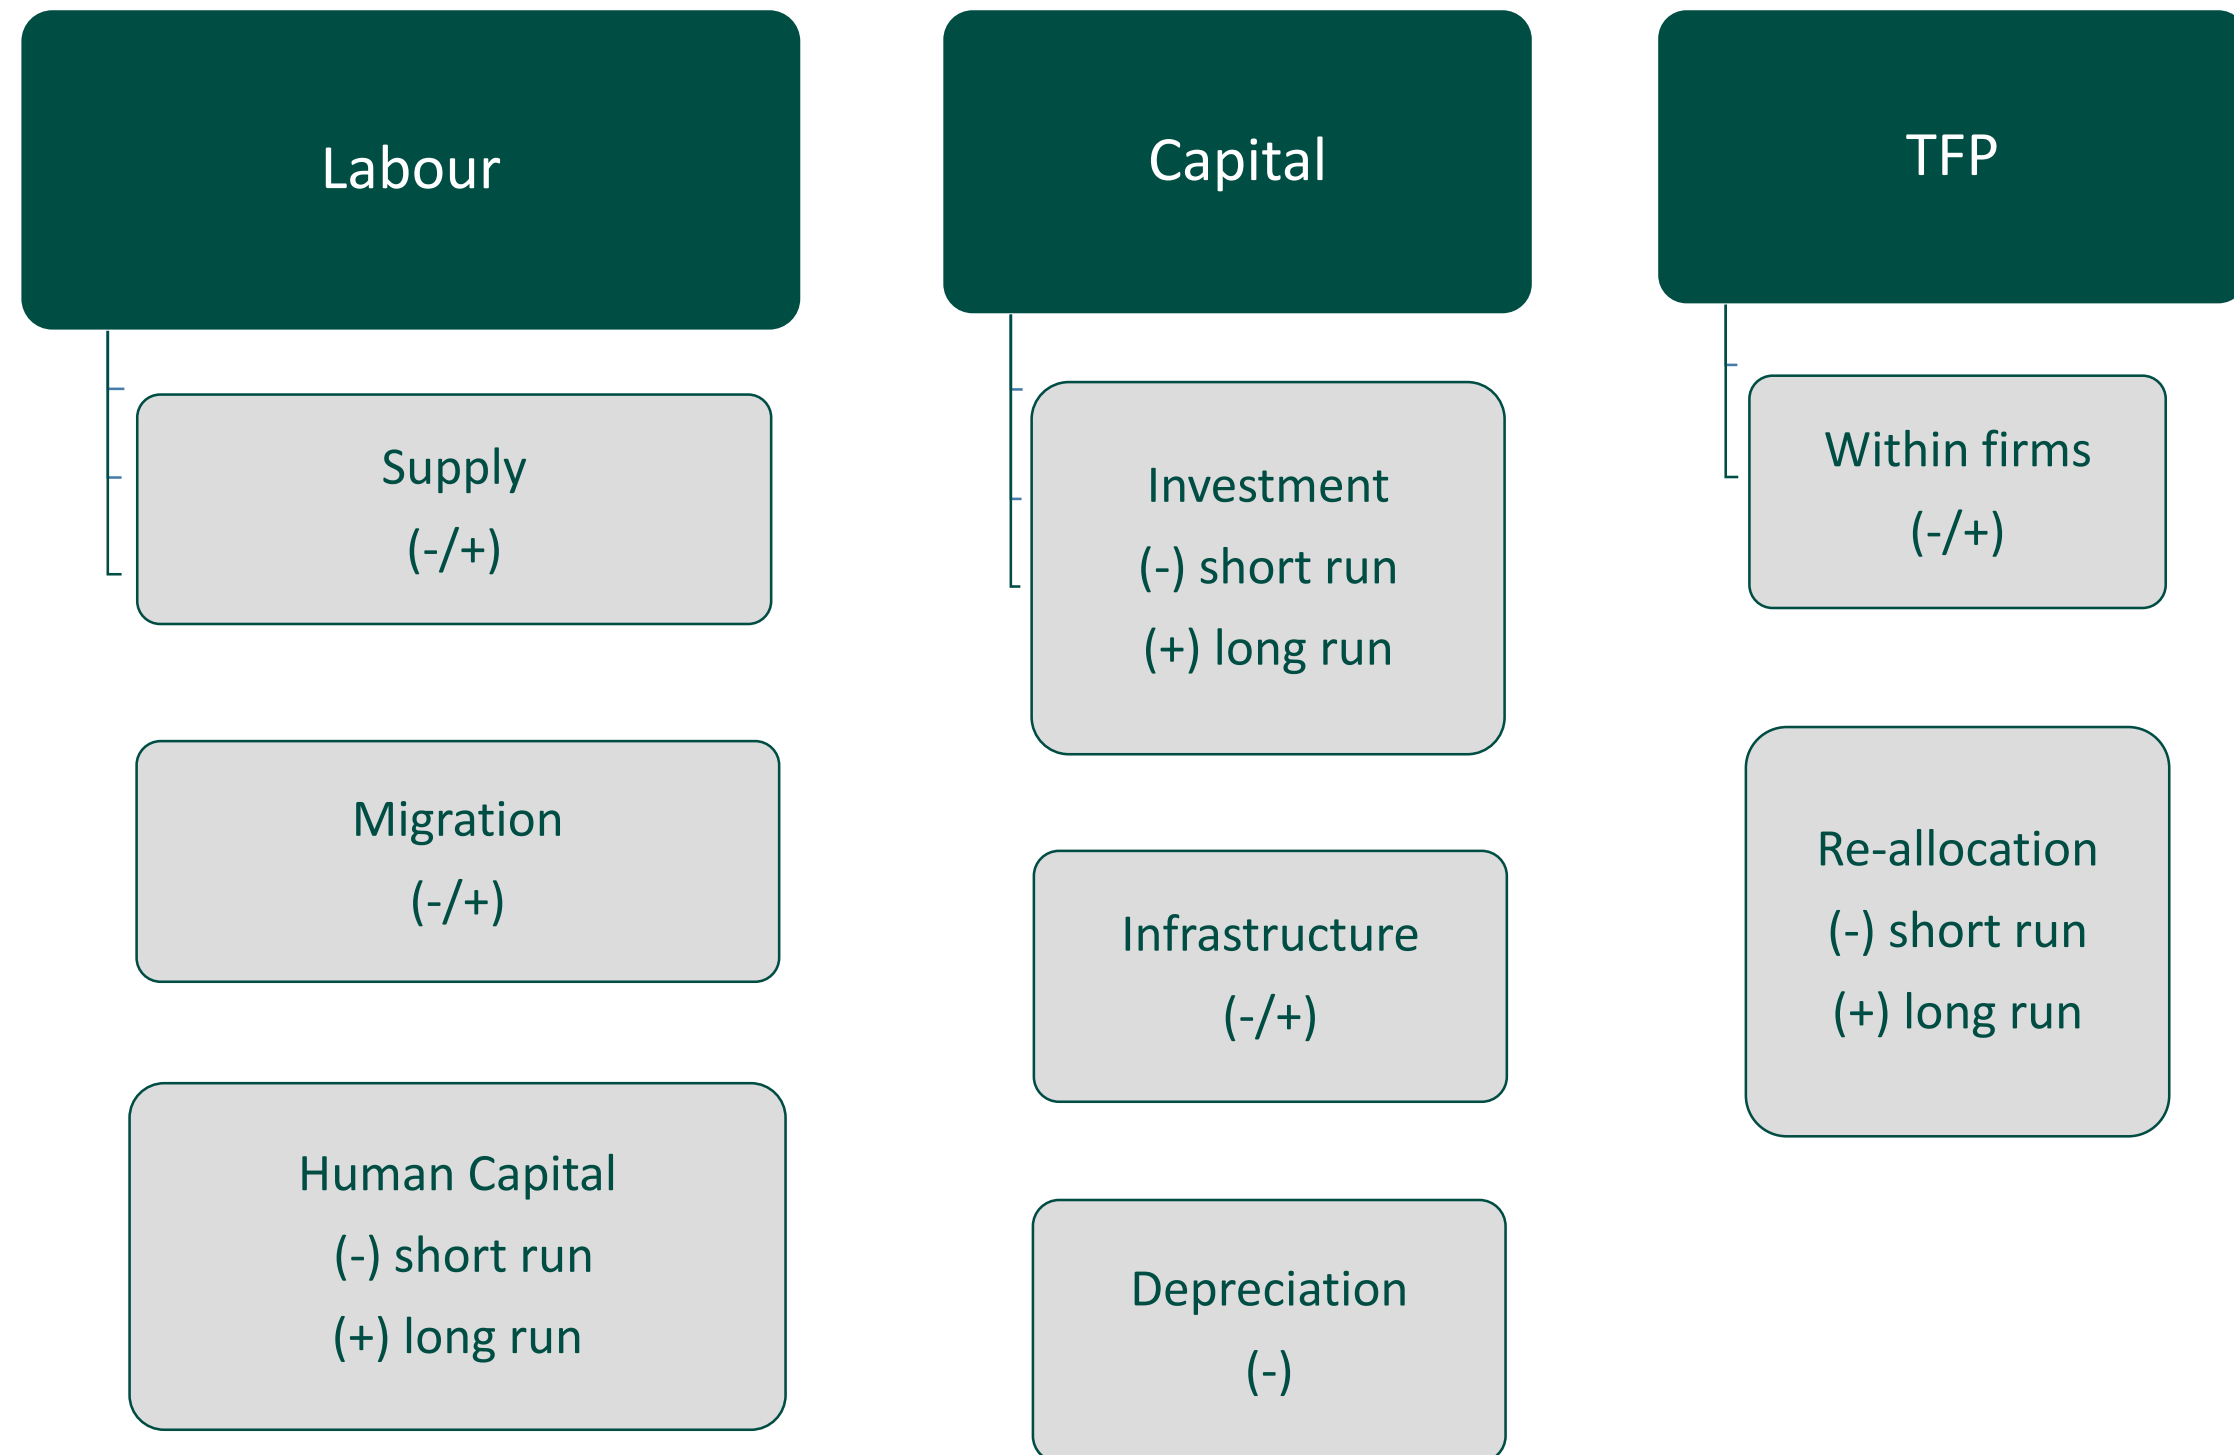 Labour
Supply
(-/+)
Migration
(-/+)
Human Capital
(-) short run
(+) long run
Capital
Investment
(-) short run
(+) long run
Infrastructure
(-/+)
Depreciation
(-)
TFP
Within firms
(-/+)
Re-allocation
(-) short run
(+) long run